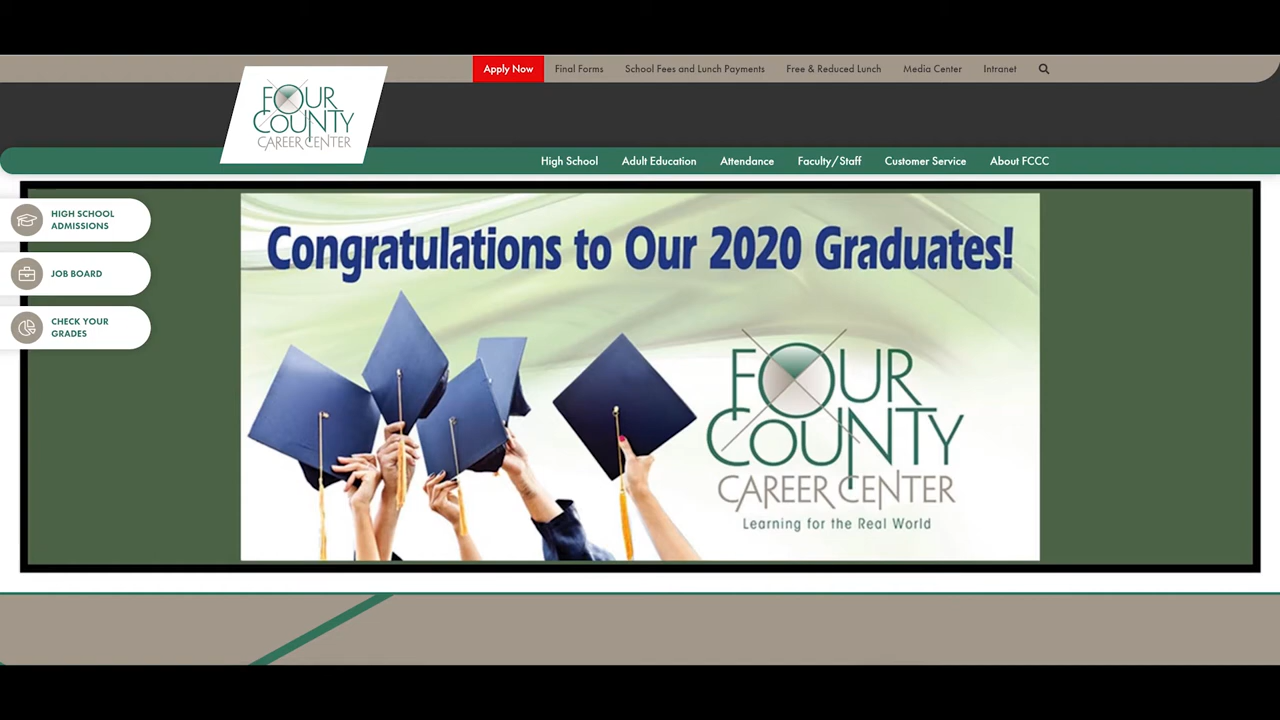 Apply Now Final Forms School Fees and Lunch Payments Free & Reduced Lunch Media Center Intranet
FOUR
COUNTY
CAREER CENTER
High School Adult Education Attendance Faculty/Staff Customer Service About FCCC
HIGH SCHOOL
ADMISSIONS
JOB BOARD
CHECK YOUR
GRADES
Congratulations to Our 2020 Graduates!
FOUR
COUNTY
CAREER CENTER
Learning for the Real World